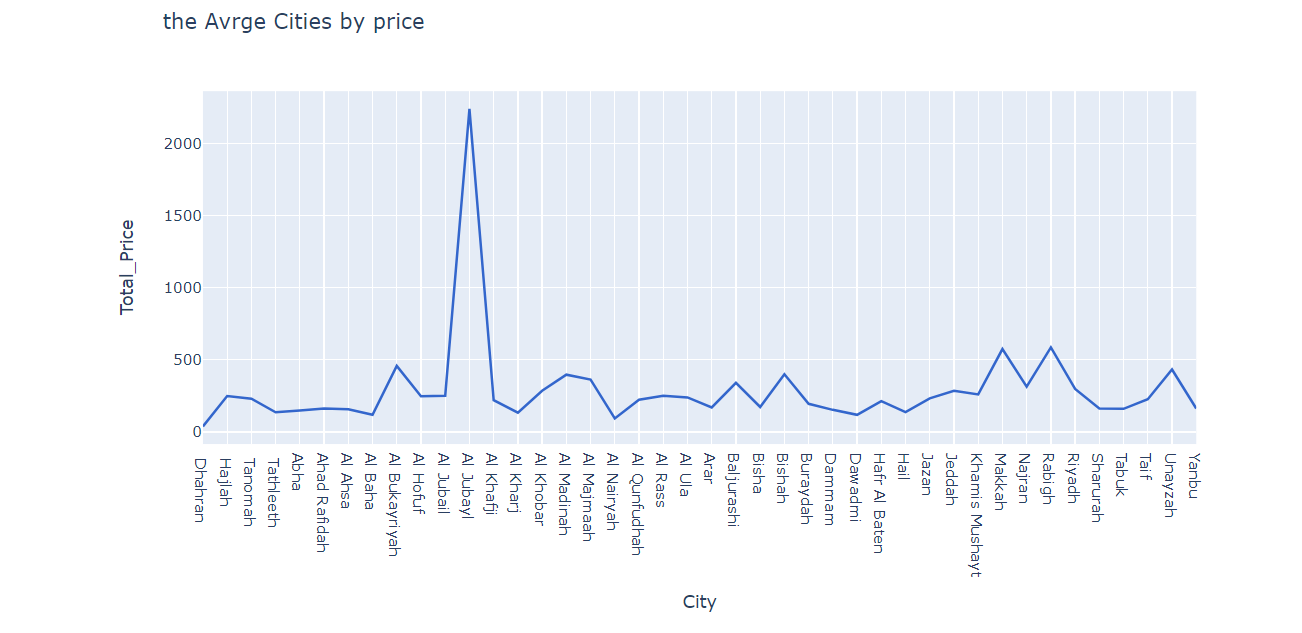 the Avrge Cities by price
Total_Price
2000
1500
1000
500
0
Dhahran
Hajlah
Tanomah
Tathleeth
Abha
Ahad Rafidah
Al Ahsa
Al Baha
Al Bukayriyah
Al Hofuf
Al Jubail
Al Jubayl
Al Khafji
Al Kharj
Al Khobar
Al Madinah
Al Majmaah
Al Nairyah
Al Qunfudhah
Al Rass
Al Ula
Arar
Baljurashi
Bisha
Bishah
Buraydah
Dammam
Dawadmi
Hafr Al Baten
Hail
Jazan
Jeddah
Khamis Mushayt
Makkah
Najran
Rabigh
Riyadh
Sharurah
Tabuk
Taif
Unayzah
Yanbu
City